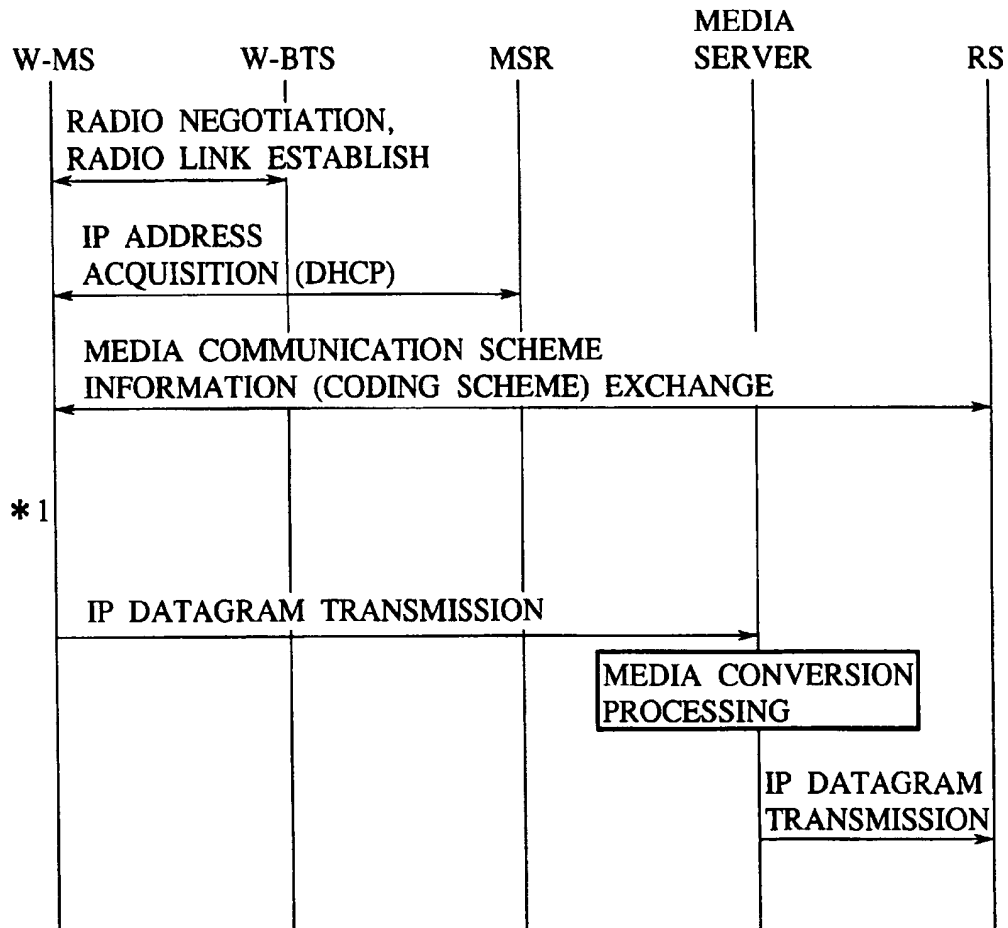 MEDIA
W-MS W-BTS MSR SERVER RS
RADIO NEGOTIATION,
RADIO LINK ESTABLISH
IP ADDRESS
ACQUISITION (DHCP)
MEDIA COMMUNICATION SCHEME
INFORMATION (CODING SCHEME) EXCHANGE
*1
IP DATAGRAM TRANSMISSION
MEDIA CONVERSION
PROCESSING
IP DATAGRAM
TRANSMISSION